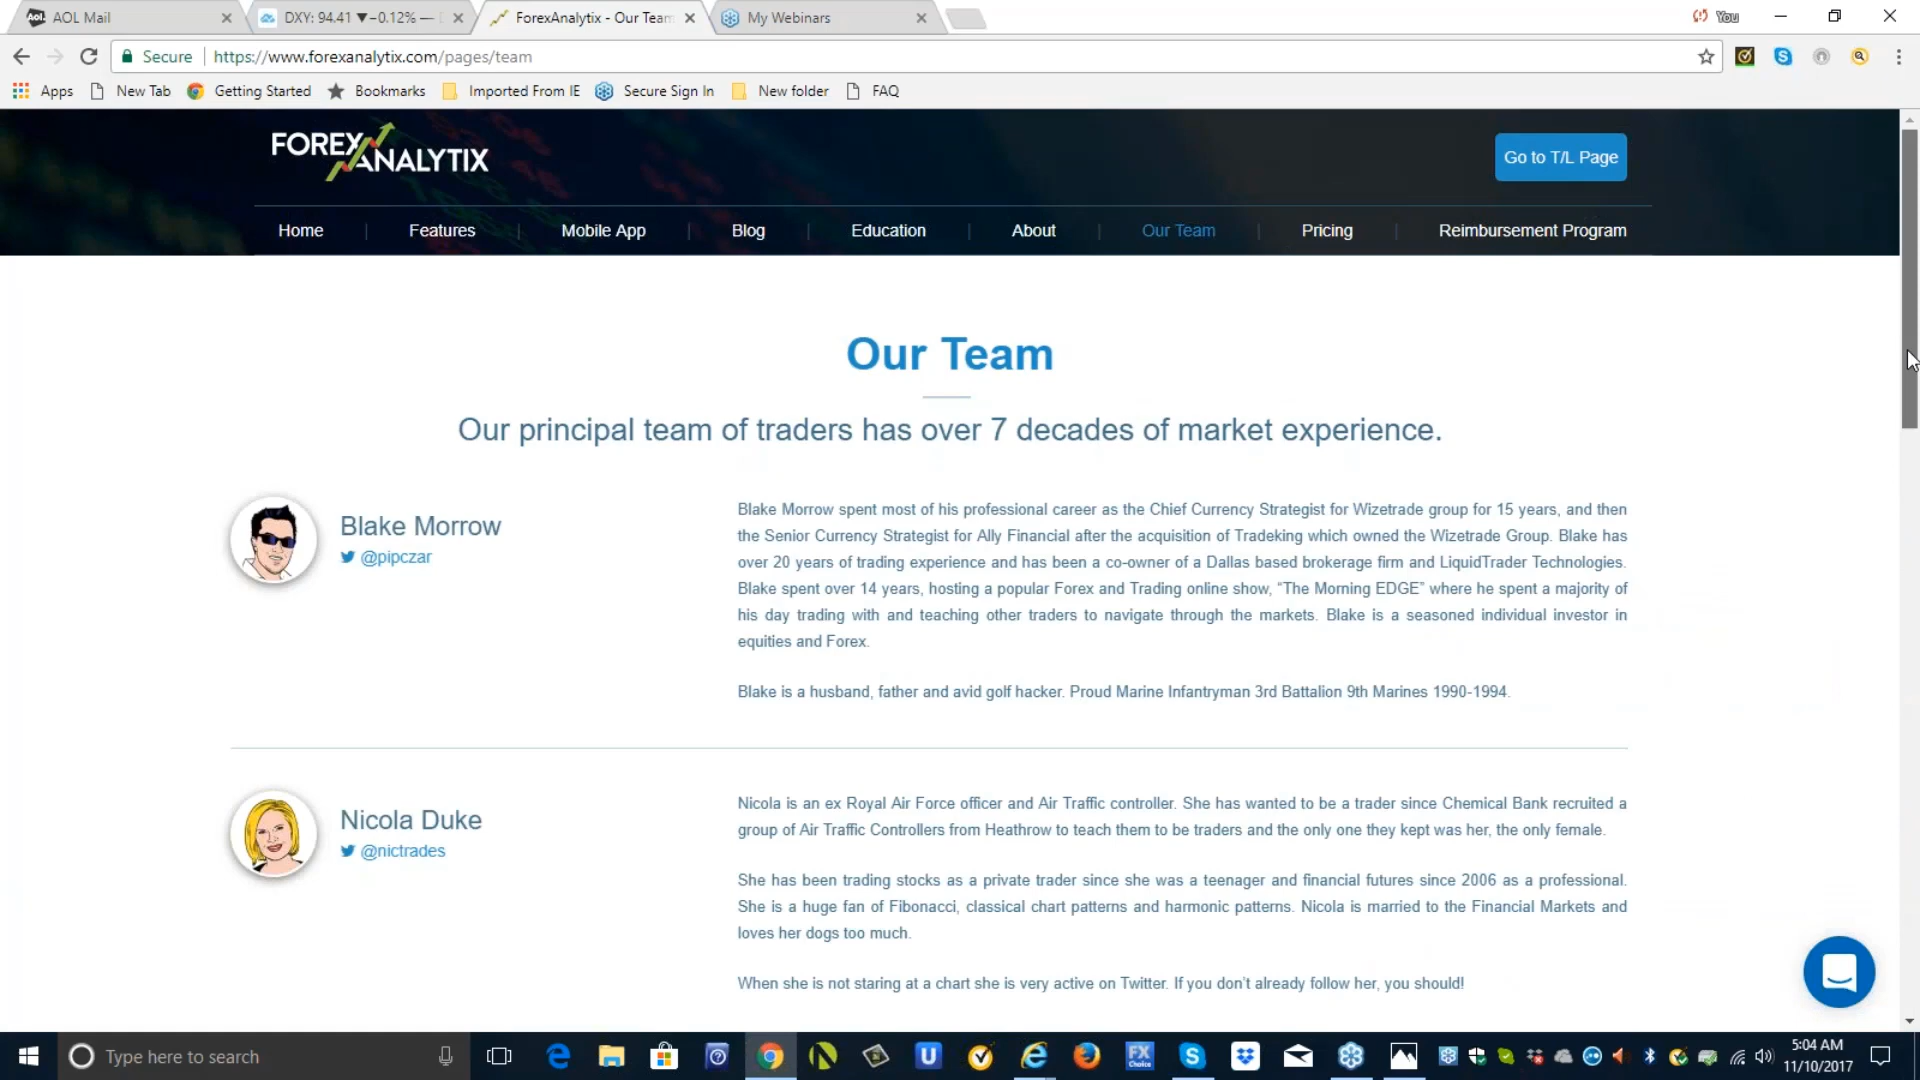 AOL Mail
DXY: 94.41 ▼−0.12% —
ForexAnalytix - Our Team
My Webinars
You
Secure
https://www.forexanalytix.com/pages/team
Apps
New Tab
Getting Started
Bookmarks
Imported From IE
Secure Sign In
New folder
FAQ
FOREX ANALYTIX
Go to T/L Page
Home
Features
Mobile App
Blog
Education
About
Our Team
Pricing
Reimbursement Program
Our Team
Our principal team of traders has over 7 decades of market experience.
Blake Morrow
@pipczar
Blake Morrow spent most of his professional career as the Chief Currency Strategist for Wizetrade group for 15 years, and then
the Senior Currency Strategist for Ally Financial after the acquisition of Tradeking which owned the Wizetrade Group. Blake has
over 20 years of trading experience and has been a co-owner of a Dallas based brokerage firm and LiquidTrader Technologies.
Blake spent over 14 years, hosting a popular Forex and Trading online show, “The Morning EDGE” where he spent a majority of
his day trading with and teaching other traders to navigate through the markets. Blake is a seasoned individual investor in
equities and Forex.
Blake is a husband, father and avid golf hacker. Proud Marine Infantryman 3rd Battalion 9th Marines 1990-1994.
Nicola Duke
@nictrades
Nicola is an ex Royal Air Force officer and Air Traffic controller. She has wanted to be a trader since Chemical Bank recruited a
group of Air Traffic Controllers from Heathrow to teach them to be traders and the only one they kept was her, the only female.
She has been trading stocks as a private trader since she was a teenager and financial futures since 2006 as a professional.
She is a huge fan of Fibonacci, classical chart patterns and harmonic patterns. Nicola is married to the Financial Markets and
loves her dogs too much.
When she is not staring at a chart she is very active on Twitter. If you don’t already follow her, you should!
Type here to search
FX
Choice
5:04 AM
11/10/2017